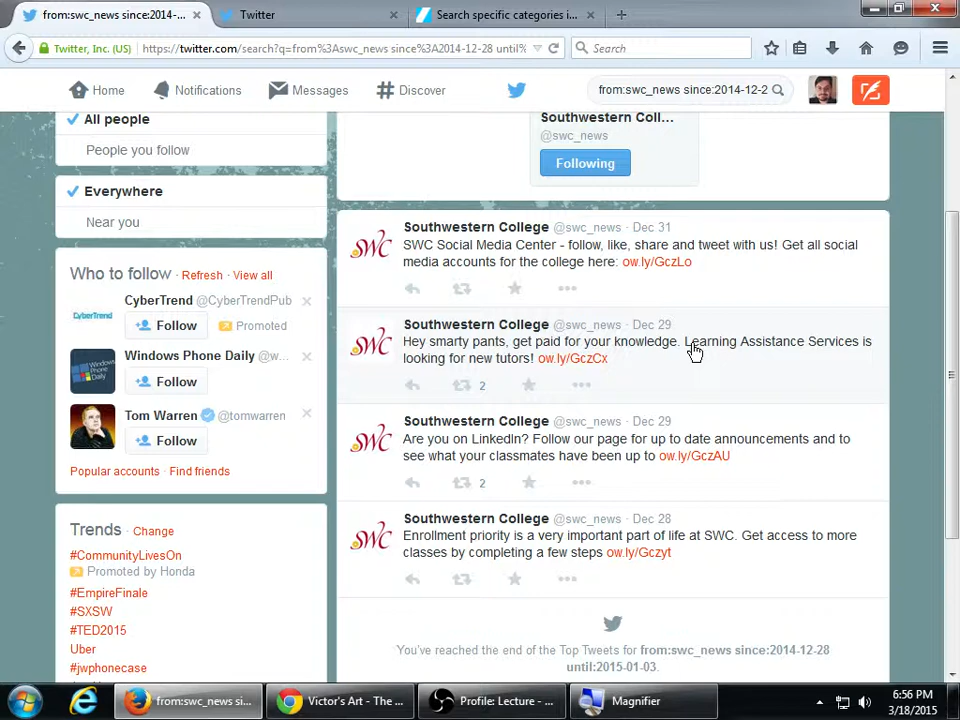 from:swc_news since:2014-...
Twitter
Search specific categories i...
Twitter, Inc. (US)
https://twitter.com/search?q=from%3Aswc_news since%3A2014-12-28 until%
Search
Home
Notifications
Messages
Discover
from:swc_news since:2014-12-2
All people
People you follow
Everywhere
Near you
Who to follow · Refresh · View all
CyberTrend @CyberTrendPub
Follow
Promoted
Windows Phone Daily @w...
Follow
Tom Warren @tomwarren
Follow
Popular accounts · Find friends
Trends · Change
#CommunityLivesOn
Promoted by Honda
#EmpireFinale
#SXSW
#TED2015
Uber
#jwphonecase
Southwestern Coll...
@swc_news
Following
Southwestern College @swc_news · Dec 31
SWC Social Media Center - follow, like, share and tweet with us! Get all social
media accounts for the college here: ow.ly/GczLo
Southwestern College @swc_news · Dec 29
Hey smarty pants, get paid for your knowledge. Learning Assistance Services is
looking for new tutors! ow.ly/GczCx
2
Southwestern College @swc_news · Dec 29
Are you on LinkedIn? Follow our page for up to date announcements and to
see what your classmates have been up to ow.ly/GczAU
2
Southwestern College @swc_news · Dec 28
Enrollment priority is a very important part of life at SWC. Get access to more
classes by completing a few steps ow.ly/Gczyt
You've reached the end of the Top Tweets for from:swc_news since:2014-12-28
until:2015-01-03.
from:swc_news si...
Victor's Art - The ...
Profile: Lecture - ...
Magnifier
6:56 PM
3/18/2015